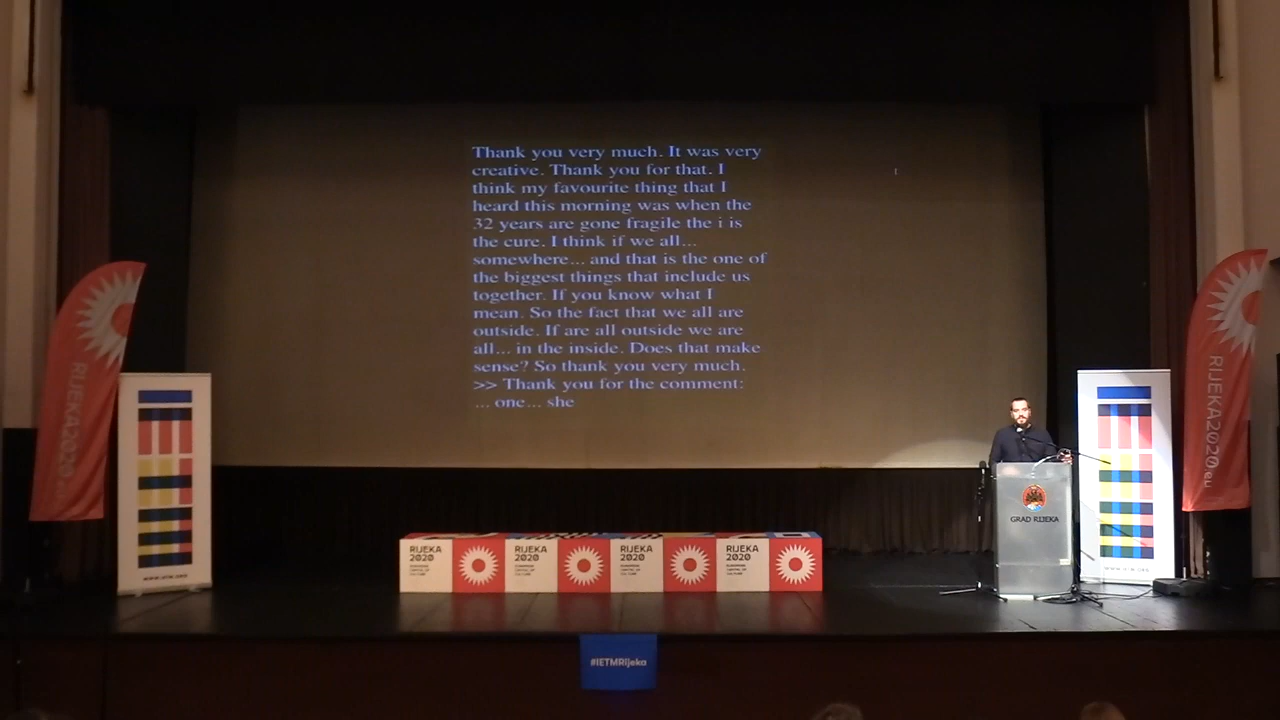 Thank you very much. It was very
creative. Thank you for that. I
think my favourite thing that I
heard this morning was when the
32 years are gone fragile the i is
the cure. I think if we all...
somewhere... and that is the one of
the biggest things that include us
together. If you know what I
mean. So the fact that we all are
outside. If are all outside we are
all... in the inside. Does that make
sense? So thank you very much.
>> Thank you for the comment:
... one... she
t
RIJEKA2020.eu
RIJEKA2020.eu
GRAD RIJEKA
RIJEKA
2020
RIJEKA
2020
RIJEKA
2020
RIJEKA
2020
#IETMRijeka